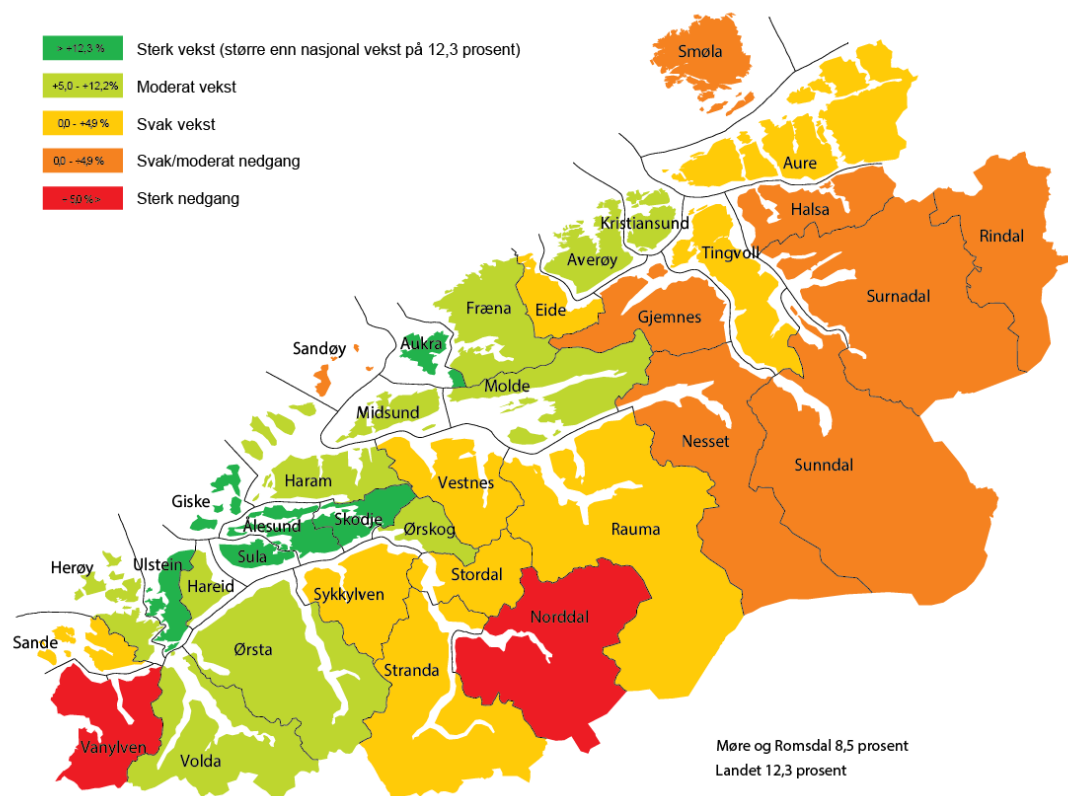 > +12,3 % Sterk vekst (større enn nasjonal vekst på 12,3 prosent)
+5,0 - +12,2% Moderat vekst
0,0 - +4,9 % Svak vekst
0,0 - ÷4,9 % Svak/moderat nedgang
÷ 5,0 % > Sterk nedgang
Smøla
Aure
Kristiansund
Halsa
Rindal
Averøy
Tingvoll
Surnadal
Fræna
Eide
Gjemnes
Aukra
Sandøy
Molde
Midsund
Nesset
Sunndal
Haram
Vestnes
Giske
Ålesund
Skodje
Ørskog
Rauma
Herøy
Ulstein
Sula
Hareid
Stordal
Sykkylven
Norddal
Sande
Ørsta
Stranda
Vanylven
Volda
Møre og Romsdal 8,5 prosent
Landet 12,3 prosent